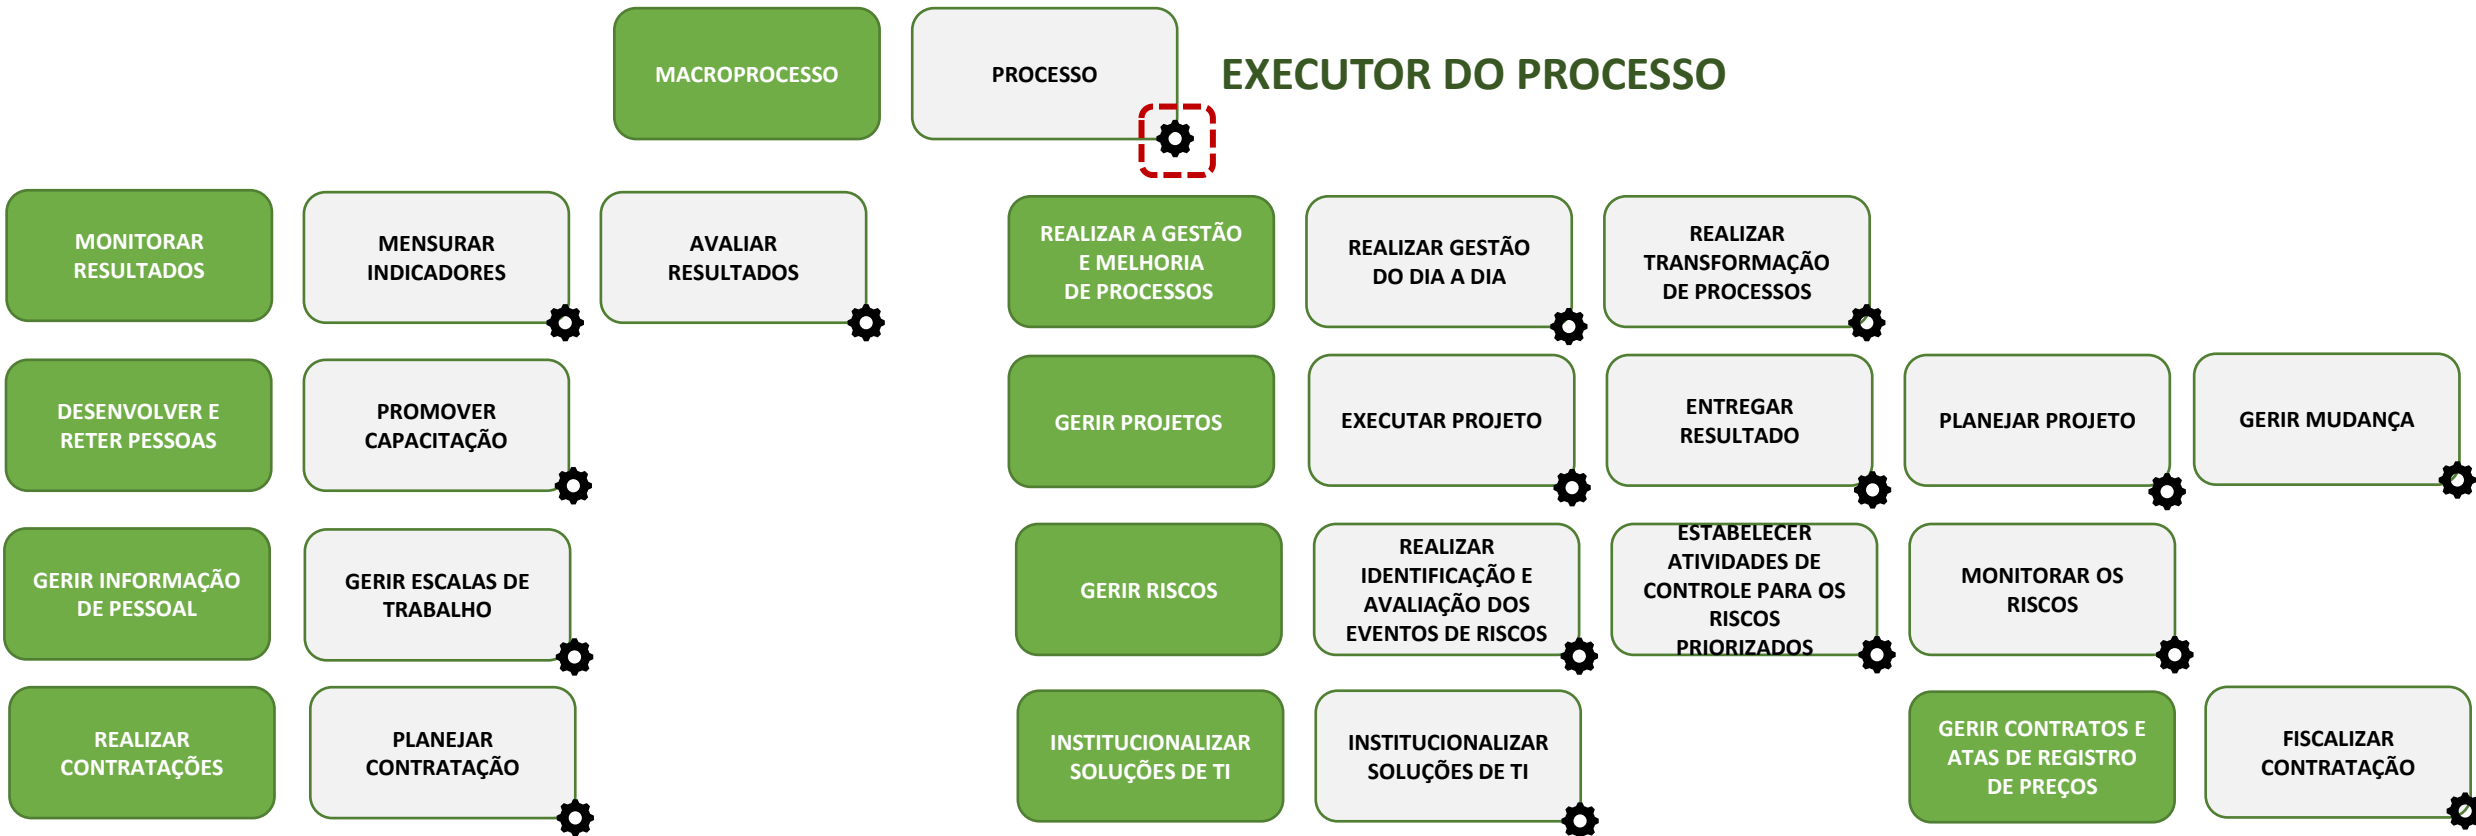 MACROPROCESSO
PROCESSO
EXECUTOR DO PROCESSO
MONITORAR
RESULTADOS
MENSURAR
INDICADORES
AVALIAR
RESULTADOS
REALIZAR A GESTÃO
E MELHORIA
DE PROCESSOS
REALIZAR GESTÃO
DO DIA A DIA
REALIZAR
TRANSFORMAÇÃO
DE PROCESSOS
DESENVOLVER E
RETER PESSOAS
PROMOVER
CAPACITAÇÃO
GERIR PROJETOS
EXECUTAR PROJETO
ENTREGAR
RESULTADO
PLANEJAR PROJETO
GERIR MUDANÇA
GERIR INFORMAÇÃO
DE PESSOAL
GERIR ESCALAS DE
TRABALHO
GERIR RISCOS
REALIZAR
IDENTIFICAÇÃO E
AVALIAÇÃO DOS
EVENTOS DE RISCOS
ESTABELECER
ATIVIDADES DE
CONTROLE PARA OS
RISCOS
PRIORIZADOS
MONITORAR OS
RISCOS
REALIZAR
CONTRATAÇÕES
PLANEJAR
CONTRATAÇÃO
INSTITUCIONALIZAR
SOLUÇÕES DE TI
INSTITUCIONALIZAR
SOLUÇÕES DE TI
GERIR CONTRATOS E
ATAS DE REGISTRO
DE PREÇOS
FISCALIZAR
CONTRATAÇÃO